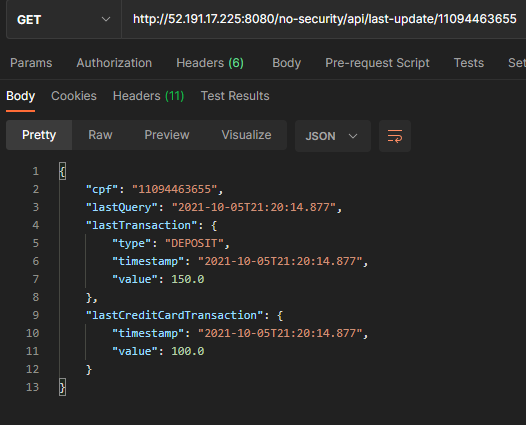 GET http://52.191.17.225:8080/no-security/api/last-update/11094463655
Params Authorization Headers (6) Body Pre-request Script Tests Set
Body Cookies Headers (11) Test Results
Pretty Raw Preview Visualize JSON
1 {
2 "cpf": "11094463655",
3 "lastQuery": "2021-10-05T21:20:14.877",
4 "lastTransaction": {
5 "type": "DEPOSIT",
6 "timestamp": "2021-10-05T21:20:14.877",
7 "value": 150.0
8 },
9 "lastCreditCardTransaction": {
10 "timestamp": "2021-10-05T21:20:14.877",
11 "value": 100.0
12 }
13 }